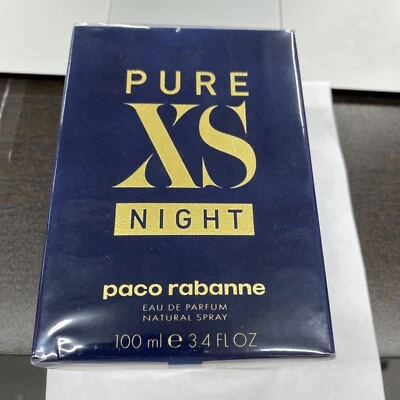 PURE
XS
NIGHT
paco rabanne
EAU DE PARFUM
NATURAL SPRAY
100 ml ℮ 3.4 FL OZ